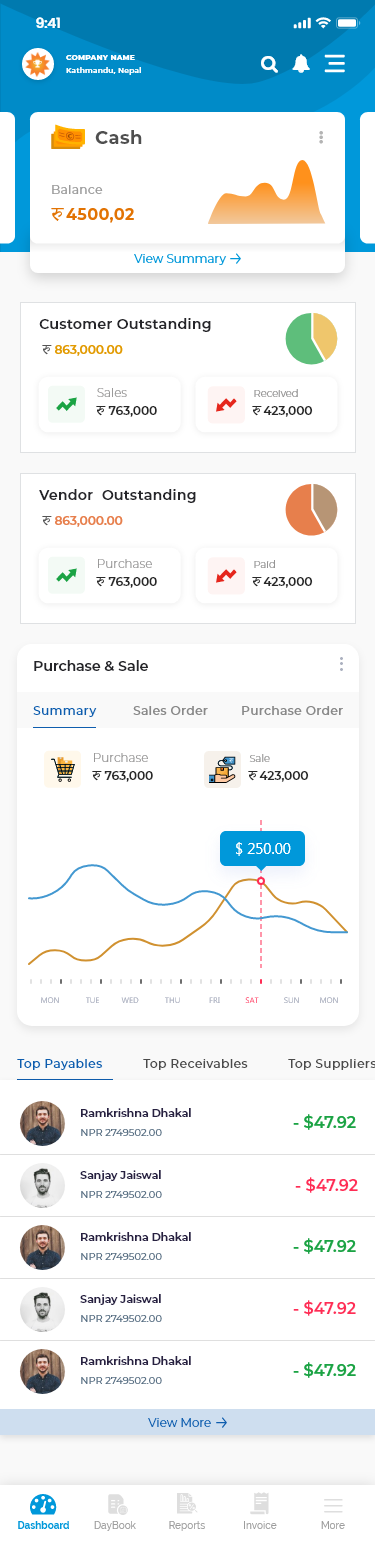 9:41
COMPANY NAME
Kathmandu, Nepal
Cash
Balance
रु 4500,02
View Summary →
Customer Outstanding
रु 863,000.00
Sales
रु 763,000
Received
रु 423,000
Vendor Outstanding
रु 863,000.00
Purchase
रु 763,000
Paid
रु 423,000
Purchase & Sale
Summary Sales Order Purchase Order
Purchase
रु 763,000
Sale
रु 423,000
$ 250.00
MON TUE WED THU FRI SAT SUN MON
Top Payables Top Receivables Top Suppliers
Ramkrishna Dhakal
NPR 2749502.00
- $47.92
Sanjay Jaiswal
NPR 2749502.00
- $47.92
Ramkrishna Dhakal
NPR 2749502.00
- $47.92
Sanjay Jaiswal
NPR 2749502.00
- $47.92
Ramkrishna Dhakal
NPR 2749502.00
- $47.92
View More →
Dashboard DayBook Reports Invoice More